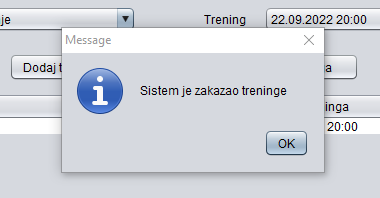 je
Trening
22.09.2022 20:00
Message
Dodaj t
a
Sistem je zakazao treninge
inga
20:00
OK